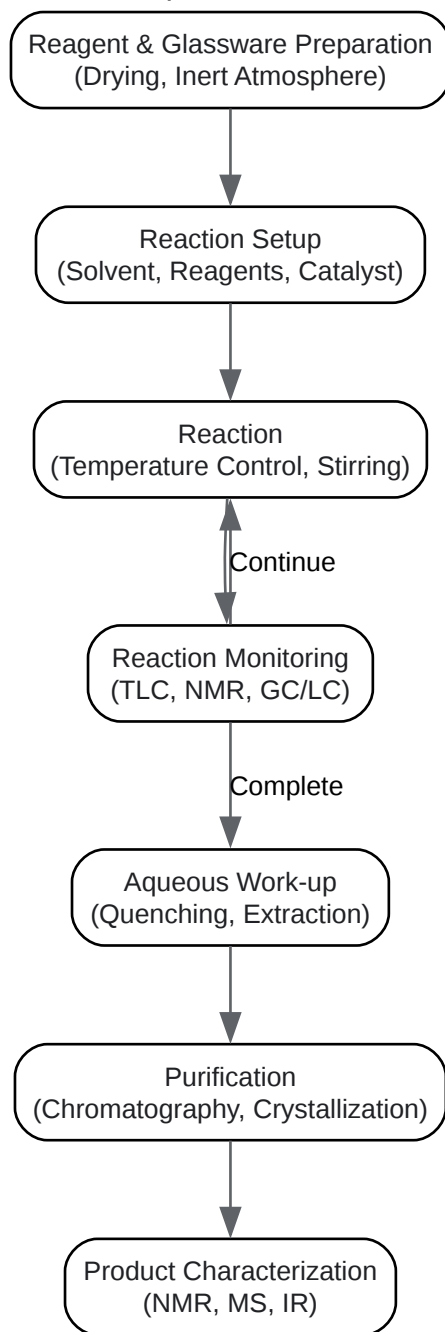 Reagent & Glassware Preparation
(Drying, Inert Atmosphere)
Reaction Setup
(Solvent, Reagents, Catalyst)
Reaction
(Temperature Control, Stirring)
Continue
Reaction Monitoring
(TLC, NMR, GC/LC)
Complete
Aqueous Work-up
(Quenching, Extraction)
Purification
(Chromatography, Crystallization)
Product Characterization
(NMR, MS, IR)